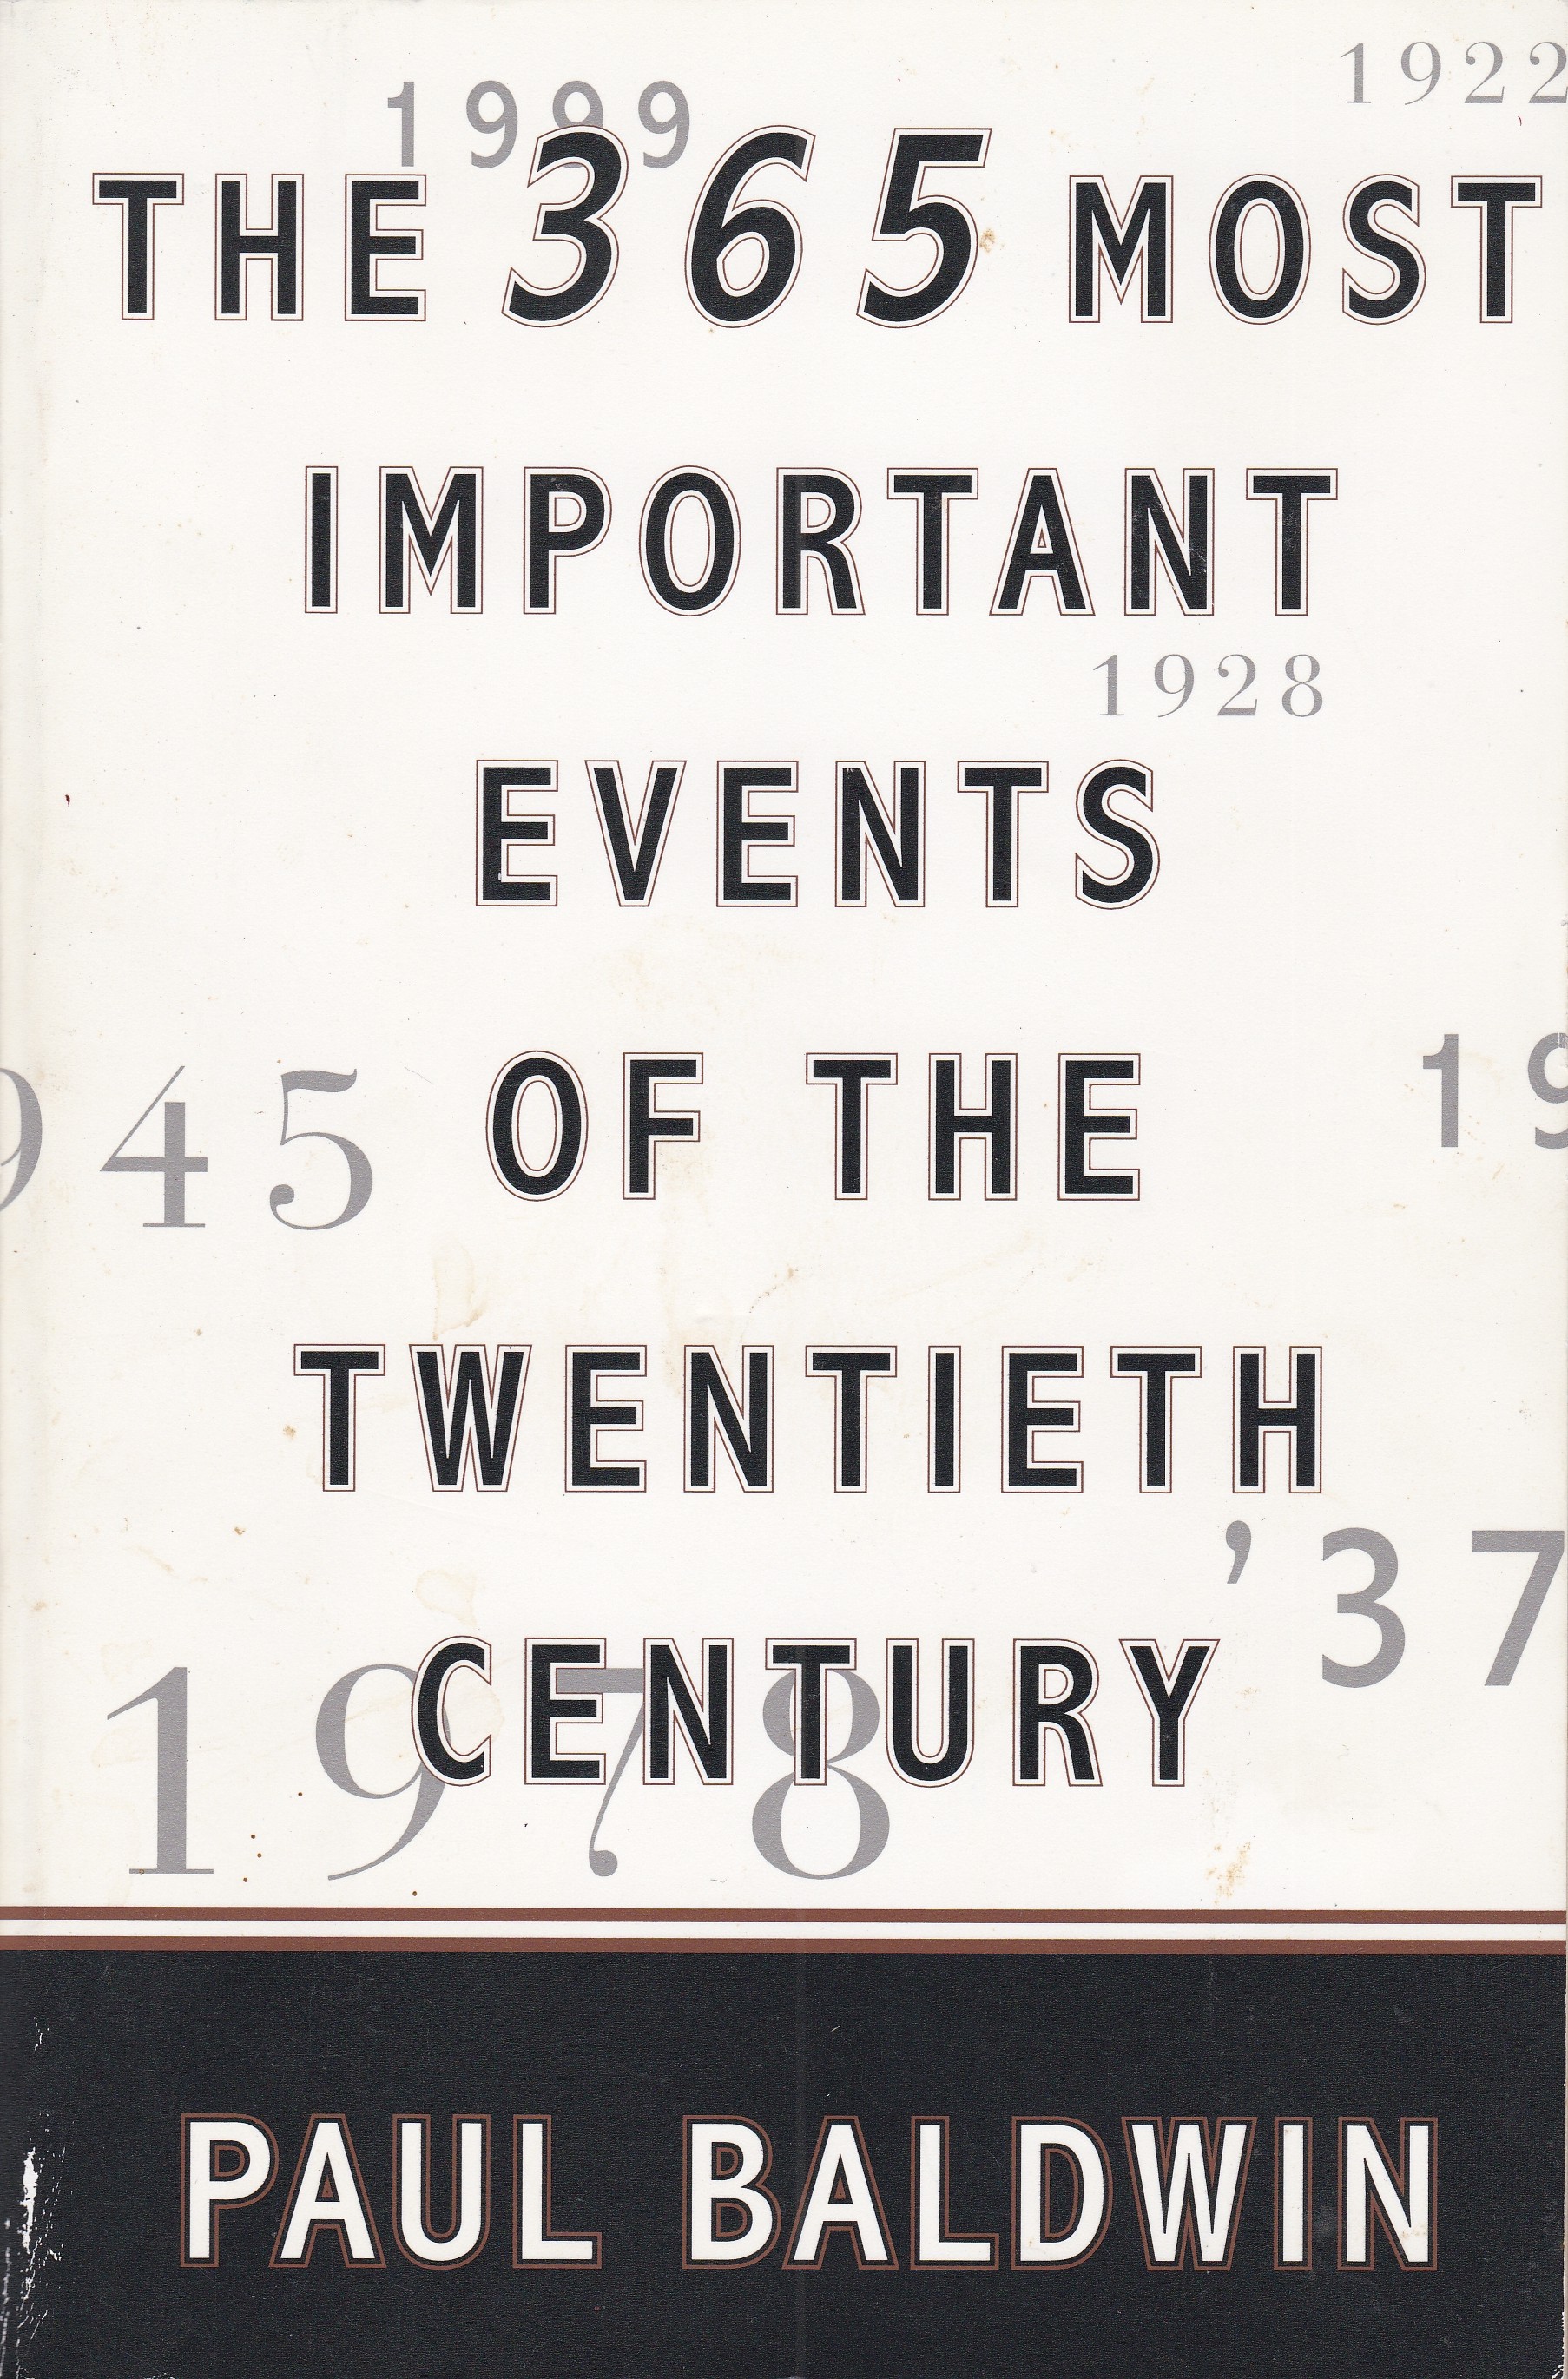 1922
1999
THE 365 MOST
IMPORTANT
1928
EVENTS
OF THE
945
19
TWENTIETH
'37
CENTURY
1978
PAUL BALDWIN